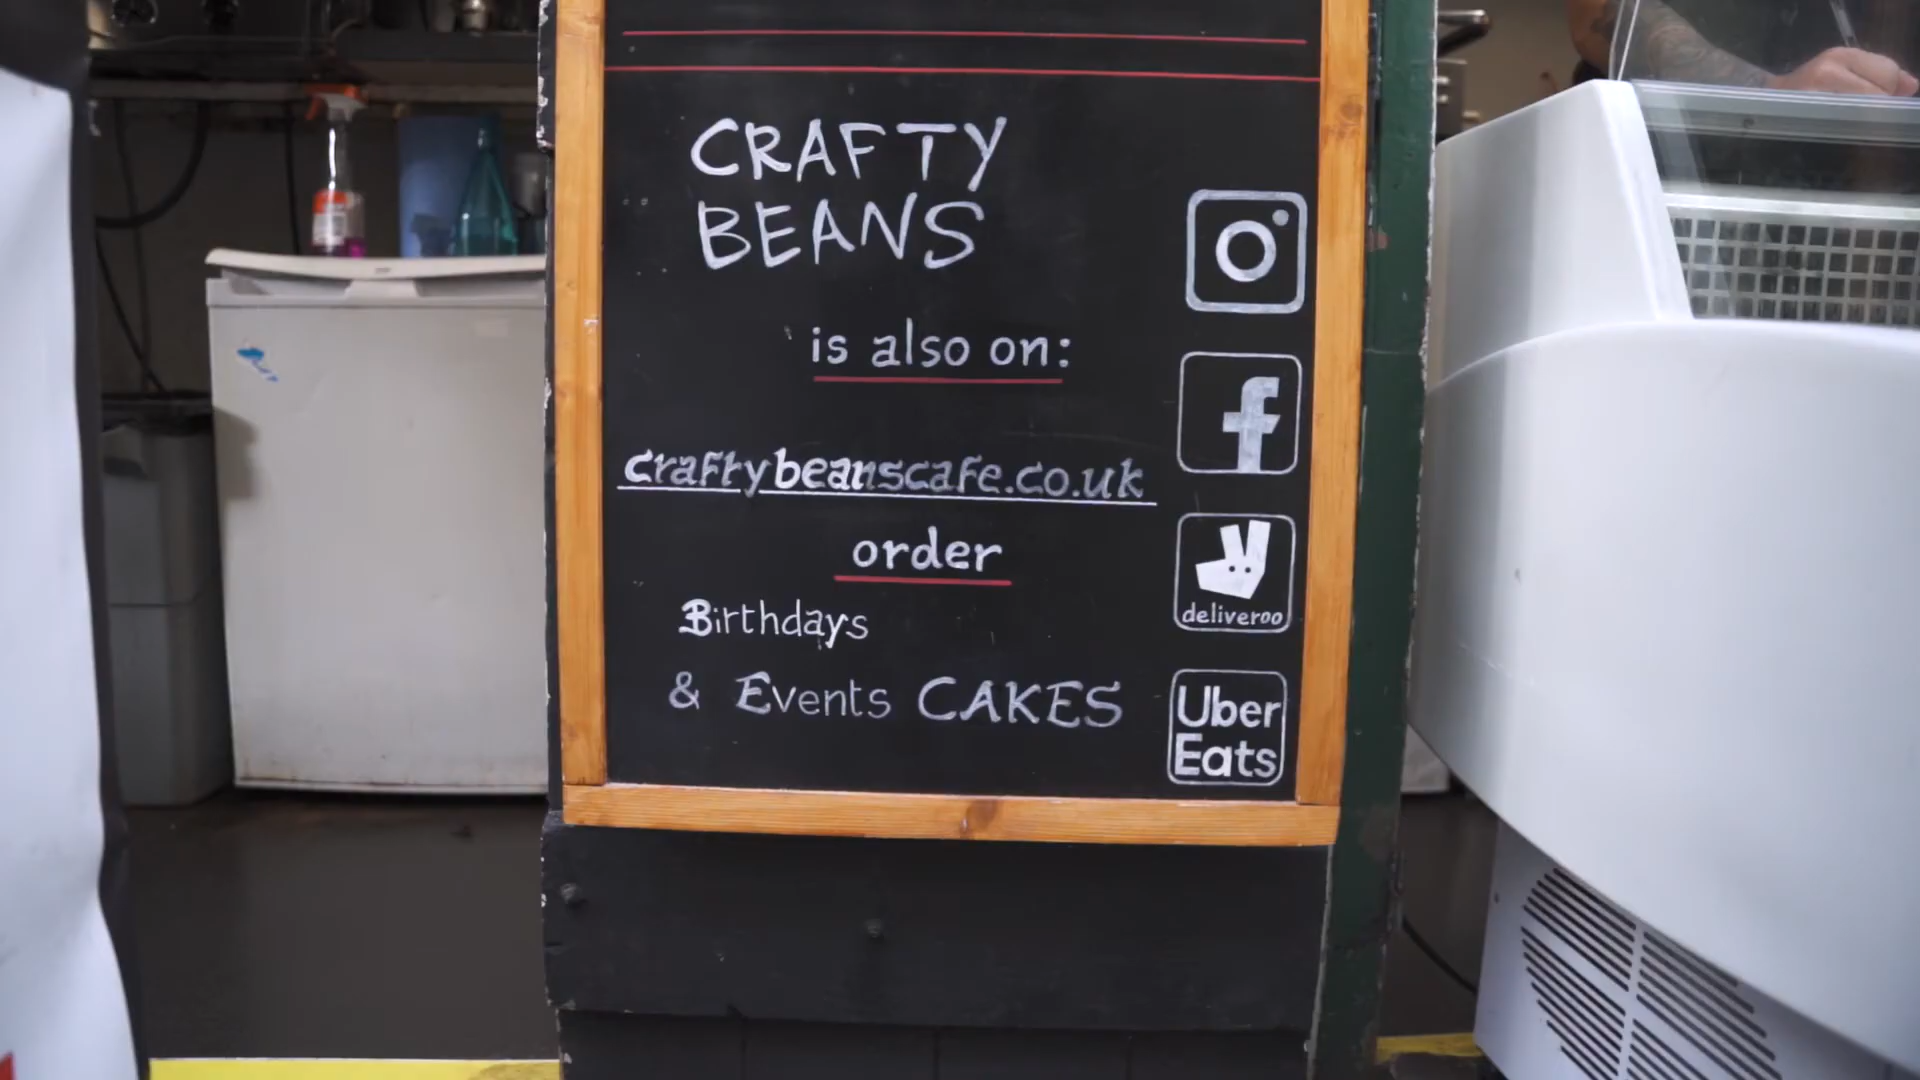 CRAFTY
BEANS
is also on:
craftybeanscafe.co.uk
order
Birthdays
& Events CAKES
deliveroo
Uber
Eats